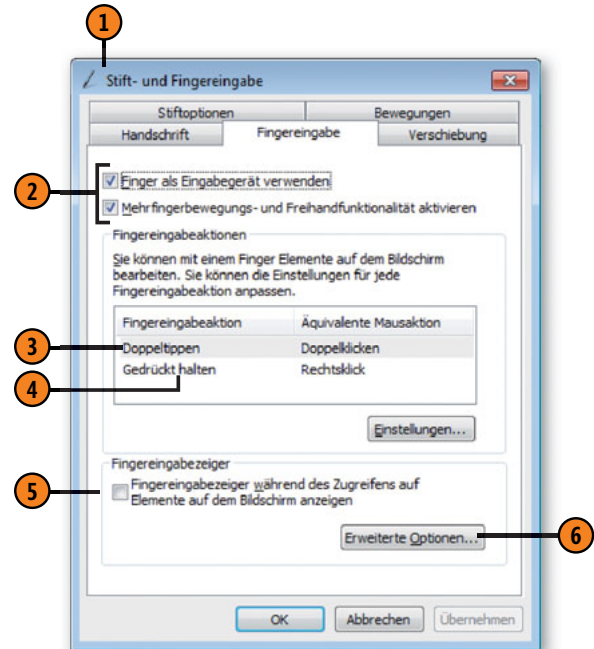 1
Stift- und Fingereingabe
Stiftoptionen Bewegungen
Handschrift Fingereingabe Verschiebung
2
Finger als Eingabegerät verwenden
Mehrfingerbewegungs- und Freihandfunktionalität aktivieren
Fingereingabeaktionen
Sie können mit einem Finger Elemente auf dem Bildschirm
bearbeiten. Sie können die Einstellungen für jede
Fingereingabeaktion anpassen.
Fingereingabeaktion Äquivalente Mausaktion
3 Doppeltippen Doppelklicken
4 Gedrückt halten Rechtsklick
Einstellungen...
Fingereingabezeiger
5 Fingereingabezeiger während des Zugreifens auf
Elemente auf dem Bildschirm anzeigen
Erweiterte Optionen... 6
OK Abbrechen Übernehmen